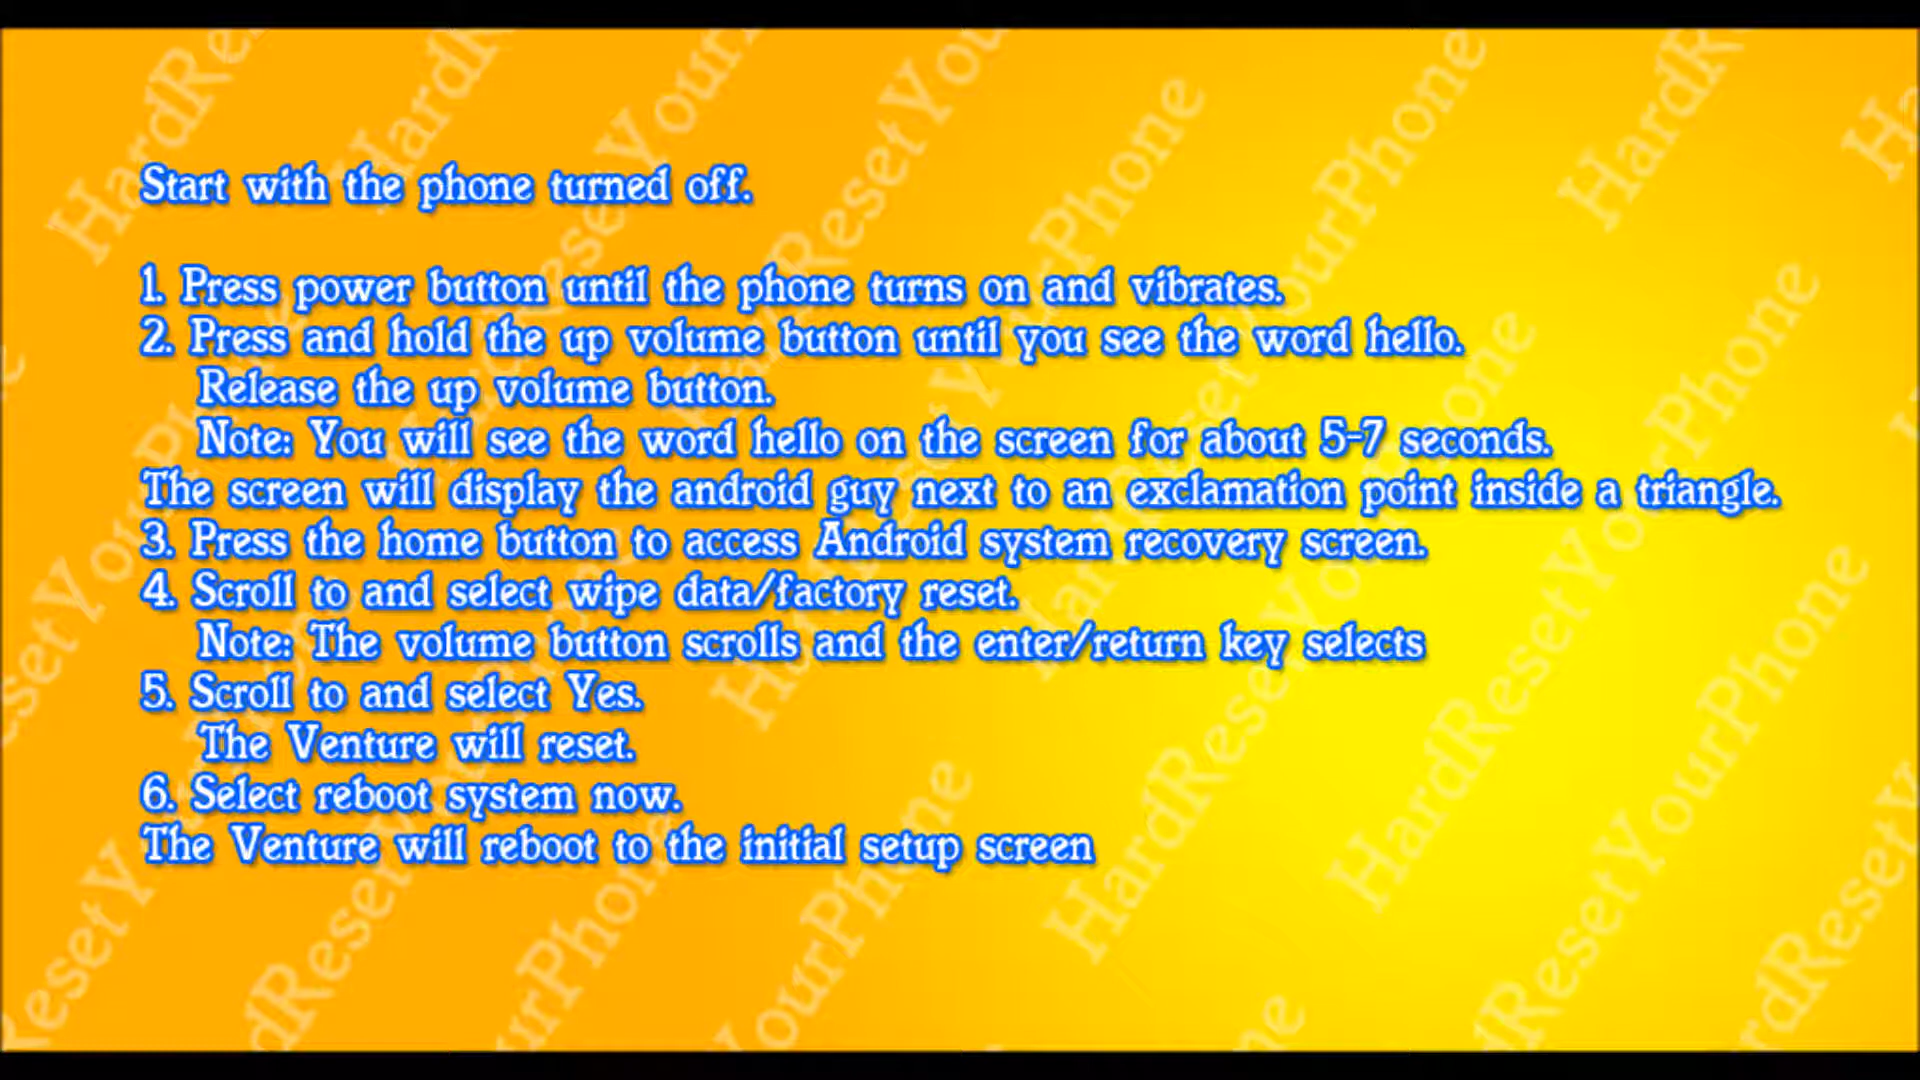 Start with the phone turned off.
1. Press power button until the phone turns on and vibrates.
2. Press and hold the up volume button until you see the word hello.
Release the up volume button.
Note: You will see the word hello on the screen for about 5-7 seconds.
The screen will display the android guy next to an exclamation point inside a triangle.
3. Press the home button to access Android system recovery screen.
4. Scroll to and select wipe data/factory reset.
Note: The volume button scrolls and the enter/return key selects
5. Scroll to and select Yes.
The Venture will reset.
6. Select reboot system now.
The Venture will reboot to the initial setup screen
HardResetYourPhone